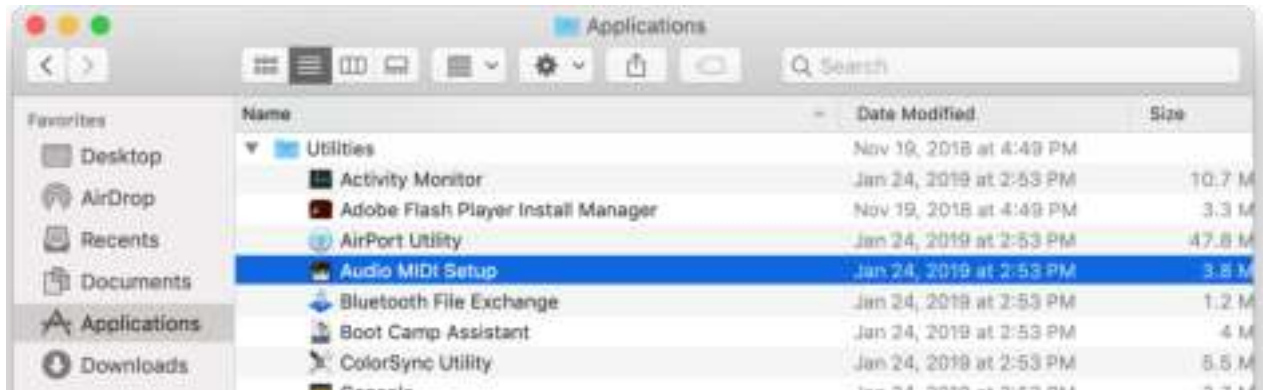 Applications
Search
Favorites
Name Date Modified Size
Desktop
AirDrop
Recents
Documents
Applications
Downloads
Utilities Nov 19, 2018 at 4:49 PM
Activity Monitor Jan 24, 2019 at 2:53 PM 10.7 M
Adobe Flash Player Install Manager Nov 19, 2018 at 4:49 PM 3.3 M
AirPort Utility Jan 24, 2019 at 2:53 PM 47.8 M
Audio MIDI Setup Jan 24, 2019 at 2:53 PM 3.8 M
Bluetooth File Exchange Jan 24, 2019 at 2:53 PM 1.2 M
Boot Camp Assistant Jan 24, 2019 at 2:53 PM 4 M
ColorSync Utility Jan 24, 2019 at 2:53 PM 5.5 M